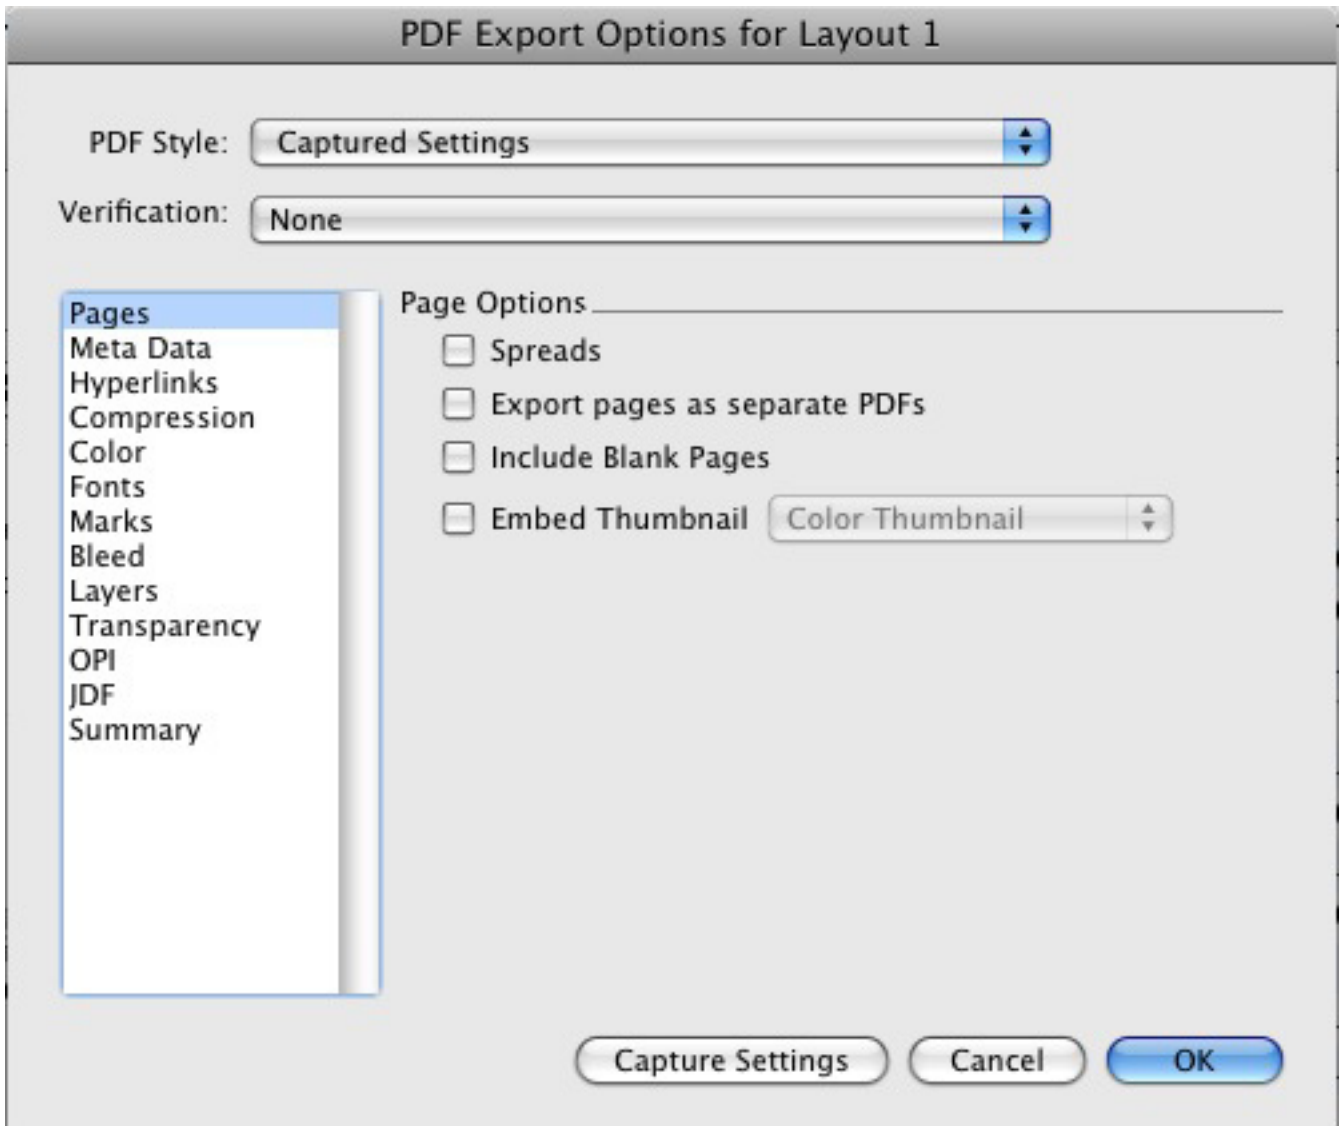 PDF Export Options for Layout 1
PDF Style: Captured Settings
Verification: None
Pages
Meta Data
Hyperlinks
Compression
Color
Fonts
Marks
Bleed
Layers
Transparency
OPI
JDF
Summary
Page Options
Spreads
Export pages as separate PDFs
Include Blank Pages
Embed Thumbnail Color Thumbnail
Capture Settings Cancel OK